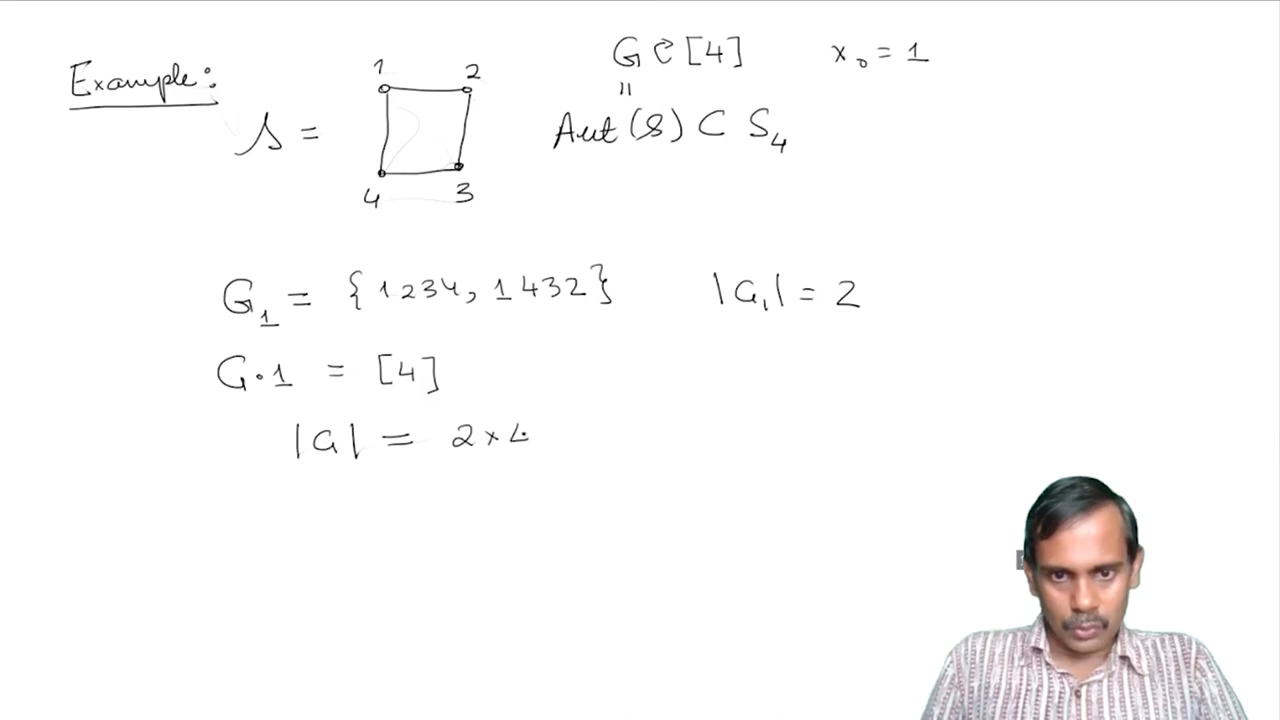 Example:
s =
1 2
4 3
G ↻ [4] x₀ = 1
=
Aut(s) ⊂ S₄
G₁ = {1234, 1432} |G₁| = 2
G·1 = [4]
|G| = 2×4